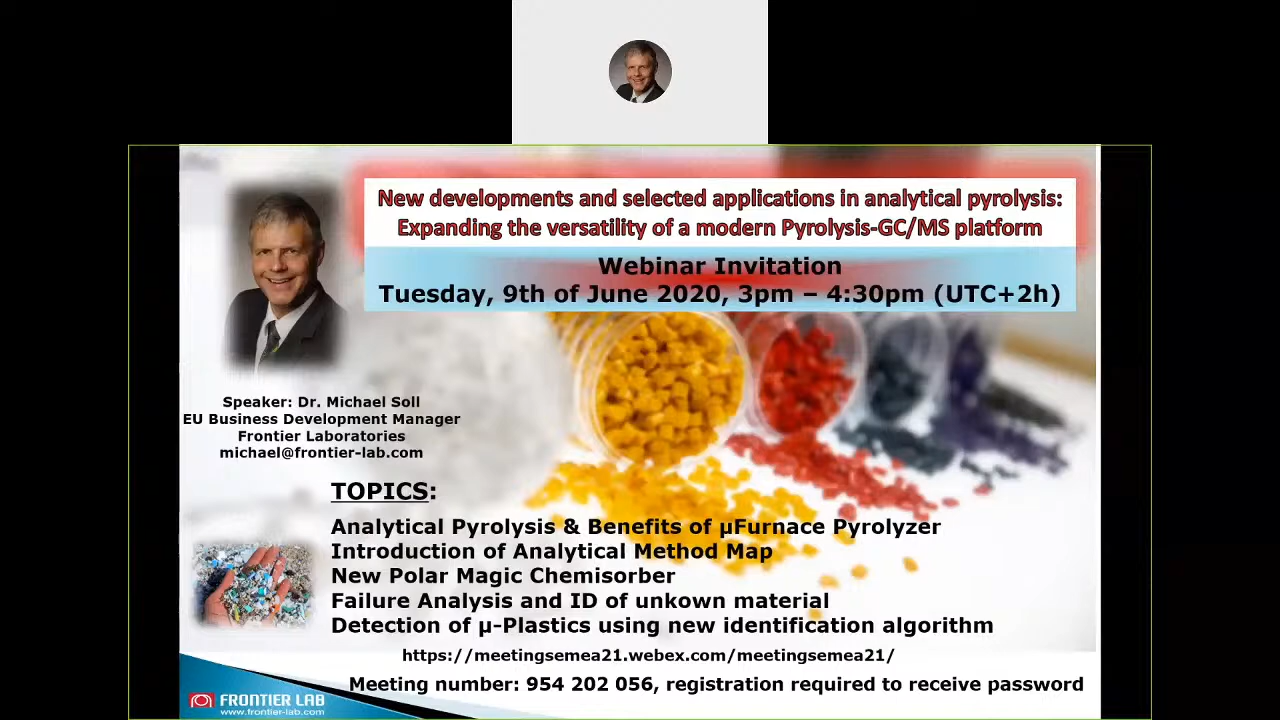 New developments and selected applications in analytical pyrolysis:
Expanding the versatility of a modern Pyrolysis-GC/MS platform
Webinar Invitation
Tuesday, 9th of June 2020, 3pm – 4:30pm (UTC+2h)
Speaker: Dr. Michael Soll
EU Business Development Manager
Frontier Laboratories
michael@frontier-lab.com
TOPICS:
Analytical Pyrolysis & Benefits of µFurnace Pyrolyzer
Introduction of Analytical Method Map
New Polar Magic Chemisorber
Failure Analysis and ID of unkown material
Detection of µ-Plastics using new identification algorithm
https://meetingsemea21.webex.com/meetingsemea21/
Meeting number: 954 202 056, registration required to receive password
FRONTIER LAB
www.frontier-lab.com